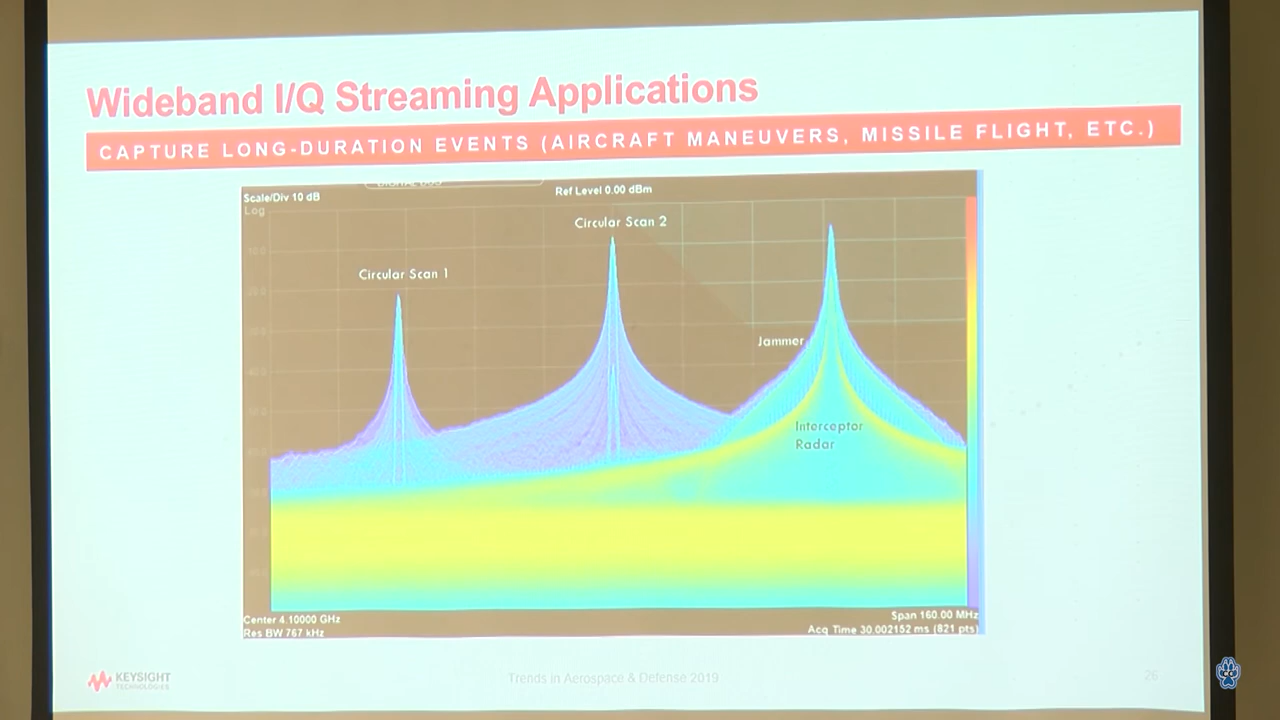 Wideband I/Q Streaming Applications
CAPTURE LONG-DURATION EVENTS (AIRCRAFT MANEUVERS, MISSILE FLIGHT, ETC.)
Scale/Div 10 dB
Ref Level 0.00 dBm
Log
Circular Scan 2
Circular Scan 1
Jammer
Interceptor
Radar
Center 4.10000 GHz
Span 160.00 MHz
Res BW 767 kHz
Acq Time 30.002152 ms (821 pts)
KEYSIGHT
TECHNOLOGIES
Trends in Aerospace & Defense 2019
26